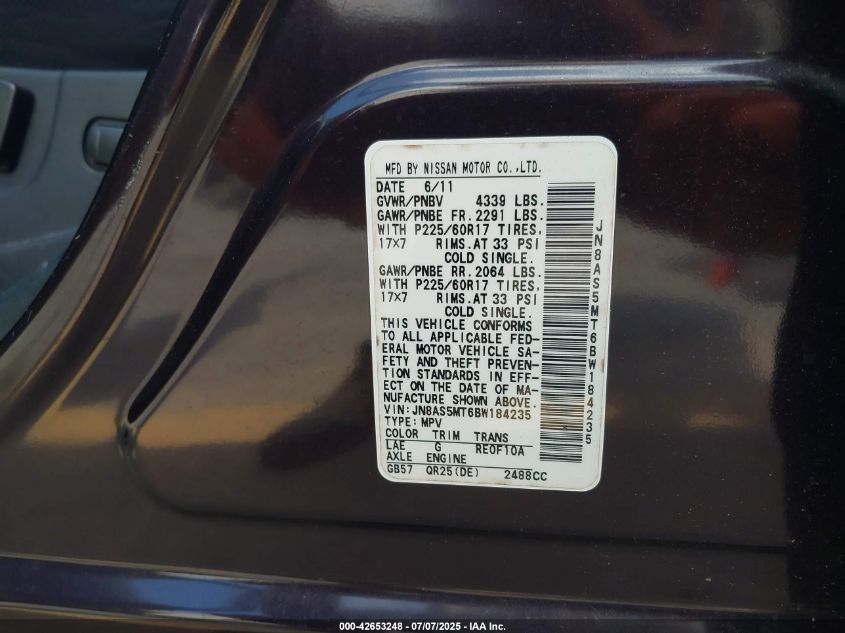 MFD BY NISSAN MOTOR CO.,LTD.
DATE 6/11
GVWR/PNBV 4339 LBS.
GAWR/PNBE FR. 2291 LBS.
WITH P225/60R17 TIRES,
17X7 RIMS.AT 33 PSI
COLD SINGLE.
GAWR/PNBE RR. 2064 LBS.
WITH P225/60R17 TIRES,
17X7 RIMS.AT 33 PSI
COLD SINGLE.
THIS VEHICLE CONFORMS
TO ALL APPLICABLE FED-
ERAL MOTOR VEHICLE SA-
FETY AND THEFT PREVEN-
TION STANDARDS IN EFF-
ECT ON THE DATE OF MA-
NUFACTURE SHOWN ABOVE.
VIN:JN8AS5MT6BW184235
TYPE:MPV
COLOR TRIM TRANS
LAE G RE0F10A
AXLE ENGINE
GB57 QR25(DE) 2488CC
JN8AS5MT6BW184235
000-42653248 - 07/07/2025 - IAA Inc.